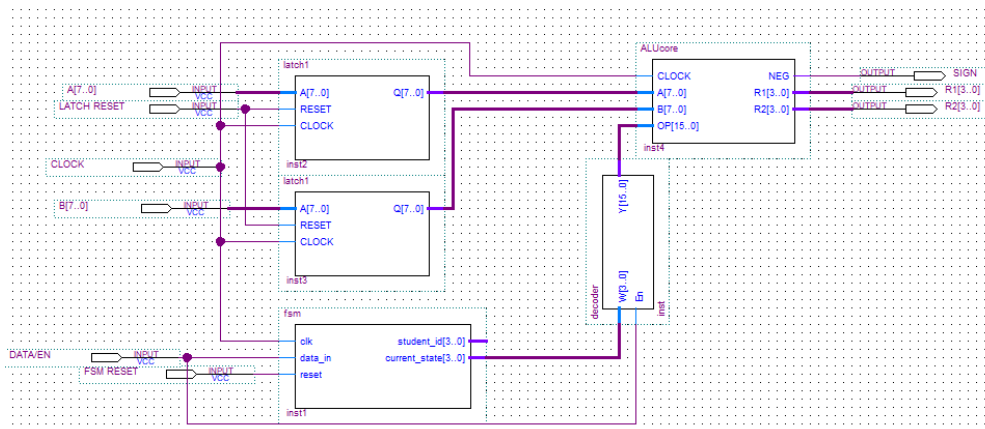 ALUcore
latch1
CLOCK NEG OUTPUT SIGN
A[7..0] INPUT VCC A[7..0] Q[7..0] A[7..0] R1[3..0] OUTPUT R1[3..0]
LATCH RESET INPUT VCC RESET B[7..0] R2[3..0] OUTPUT R2[3..0]
CLOCK OP[15..0]
inst4
CLOCK INPUT VCC inst2
latch1
Y[15..0]
B[7..0] INPUT VCC A[7..0] Q[7..0]
RESET
CLOCK
W[3..0] En
inst3
decoder inst
fsm
clk student_id[3..0]
DATA/EN INPUT VCC data_in current_state[3..0]
FSM RESET INPUT VCC reset
inst1